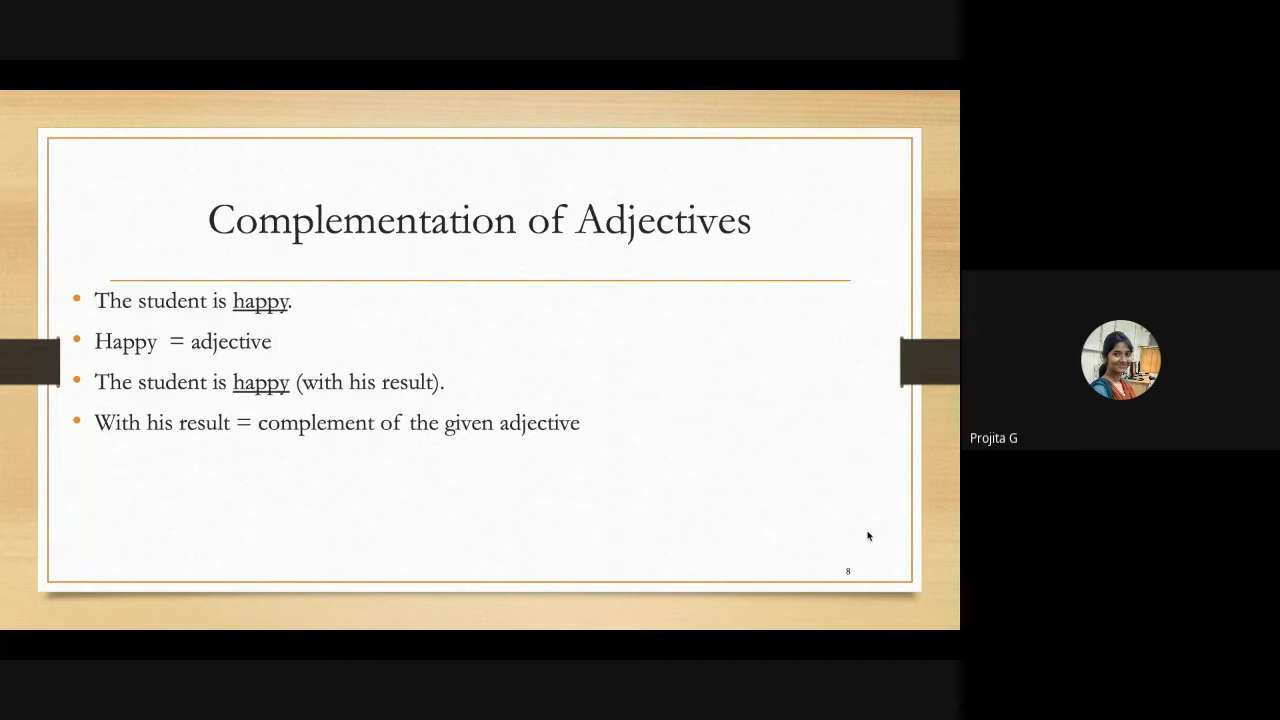 Complementation of Adjectives
• The student is happy.
• Happy = adjective
• The student is happy (with his result).
• With his result = complement of the given adjective
8
Projita G